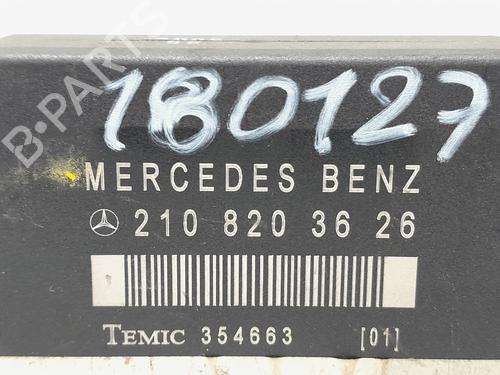 180127
MERCEDES BENZ
210 820 36 26
TEMIC 354663 [01]
B-PARTS